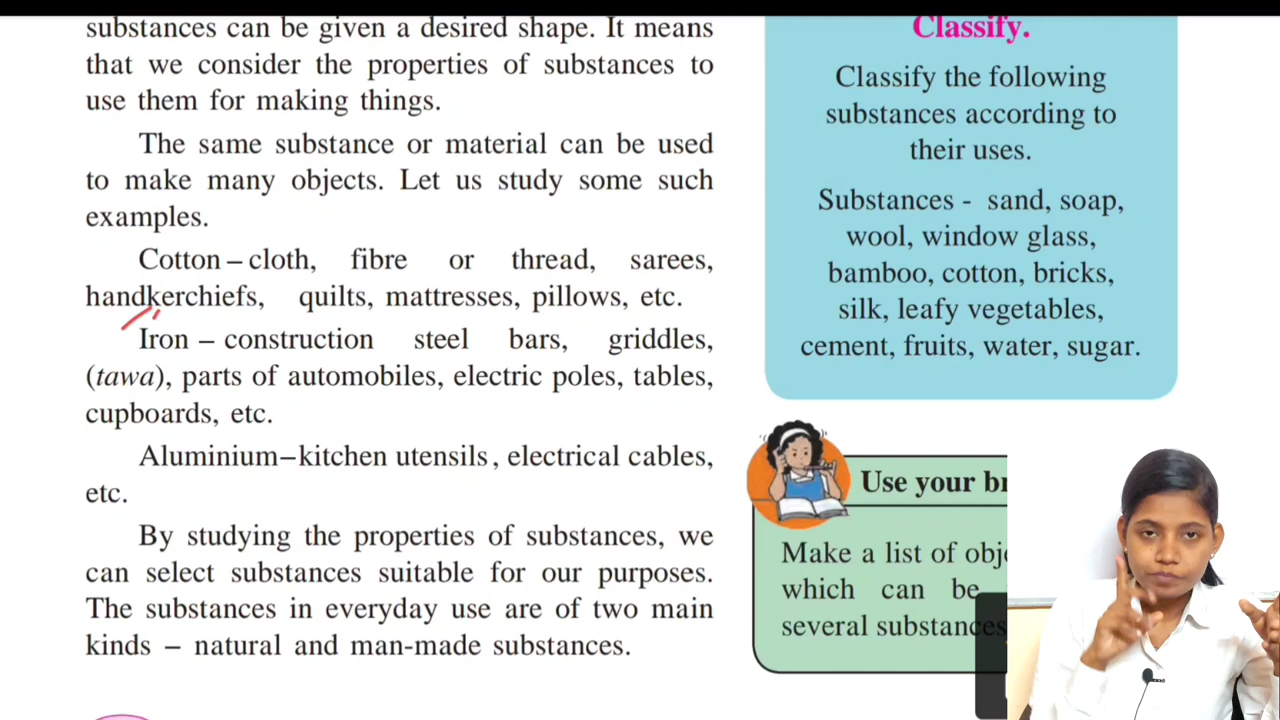 substances can be given a desired shape. It means
that we consider the properties of substances to
use them for making things.
The same substance or material can be used
to make many objects. Let us study some such
examples.
Cotton – cloth, fibre or thread, sarees,
handkerchiefs, quilts, mattresses, pillows, etc.
Iron – construction steel bars, griddles,
(tawa), parts of automobiles, electric poles, tables,
cupboards, etc.
Aluminium – kitchen utensils, electrical cables,
etc.
By studying the properties of substances, we
can select substances suitable for our purposes.
The substances in everyday use are of two main
kinds – natural and man-made substances.
Classify.
Classify the following
substances according to
their uses.
Substances - sand, soap,
wool, window glass,
bamboo, cotton, bricks,
silk, leafy vegetables,
cement, fruits, water, sugar.
Use your
Make a list of
which can be
several substances